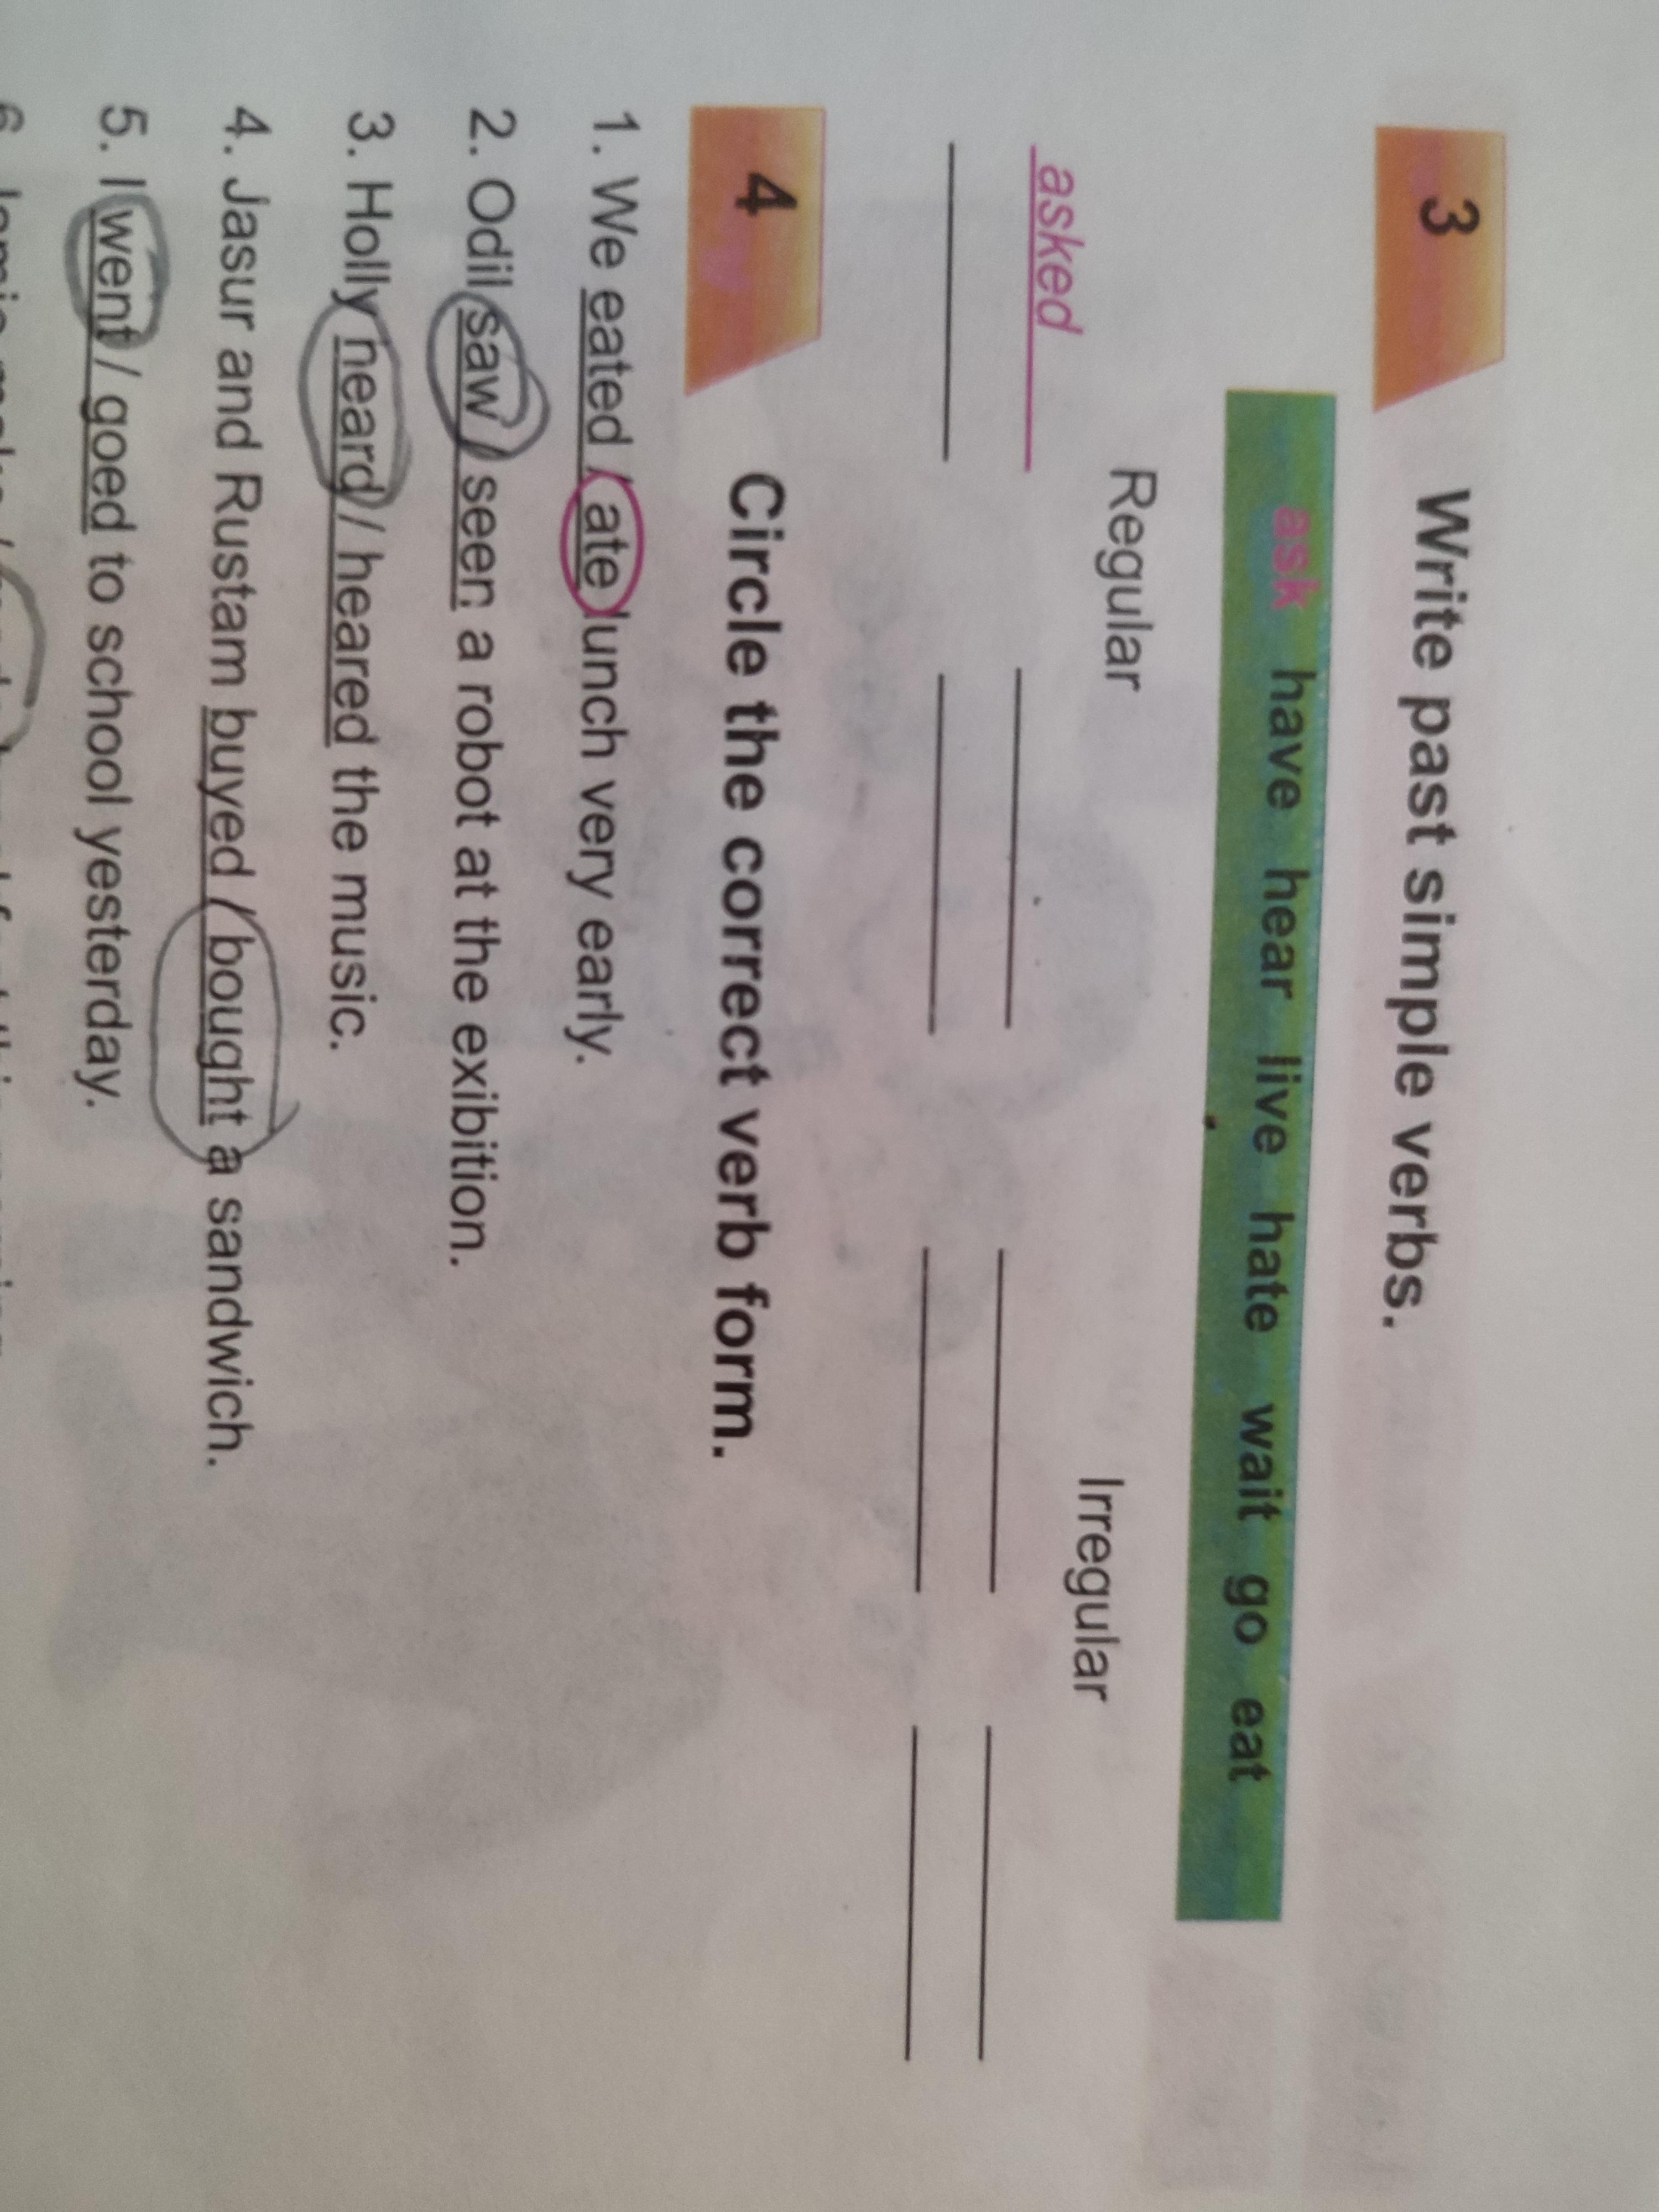 3 Write past simple verbs.
ask have hear live hate wait go eat
Regular Irregular
asked
4 Circle the correct verb form.
1. We eated / ate lunch very early.
2. Odil saw / seen a robot at the exibition.
3. Holly neard / heared the music.
4. Jasur and Rustam buyed / bought a sandwich.
5. I went / goed to school yesterday.
6.